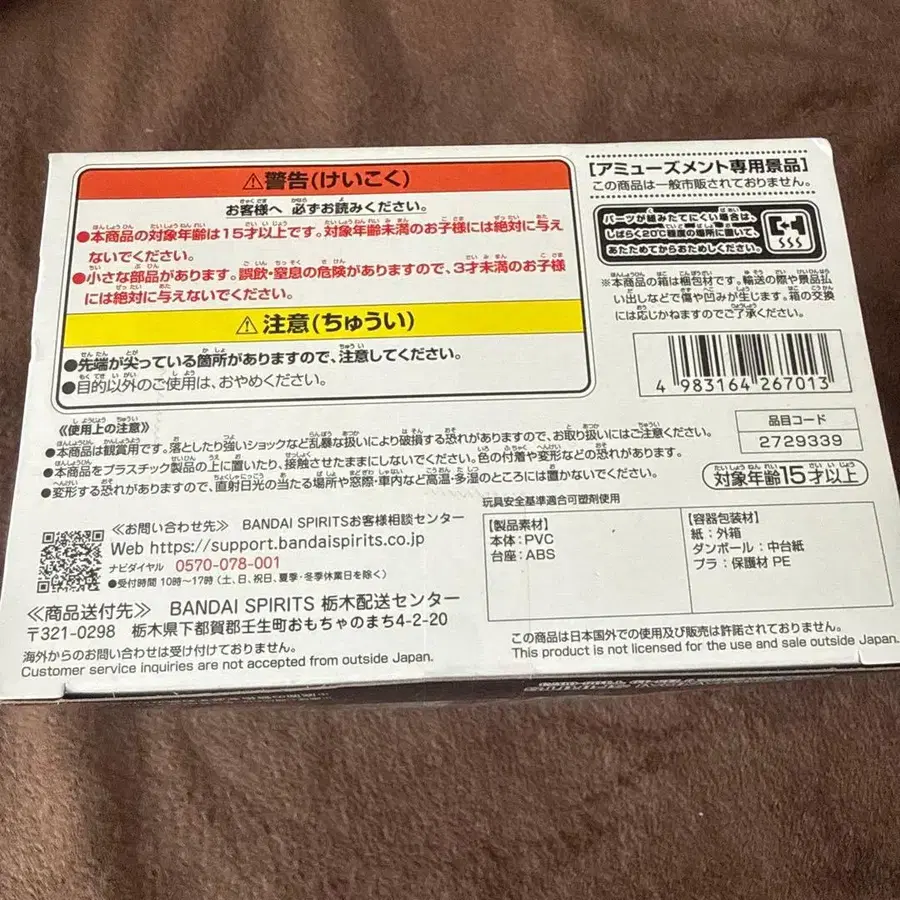 ⚠警告(けいこく)
お客様へ 必ずお読みください。
●本商品の対象年齢は15才以上です。対象年齢未満のお子様には絶対に与え
ないでください。
●小さな部品があります。誤飲・窒息の危険がありますので、3才未満のお子様
には絶対に与えないでください。
⚠注意(ちゅうい)
●先端が尖っている箇所がありますので、注意してください。
●目的以外のご使用は、おやめください。
[アミューズメント専用景品]
この商品は一般市販されておりません。
パーツが組みたてにくい場合は、
しばらく20℃程度の場所に置いて、
あたためてからおためしください。
※本商品の箱は梱包材です。輸送の際や景品払
い出しなどで傷や凹みが生じます。箱の交換
には応じかねますのでご了承ください。
4 983164 267013
品目コード
2729339
対象年齢15才以上
《使用上の注意》
●本商品は観賞用です。落としたり強いショックなど乱暴な扱いにより破損する恐れがありますので、お取り扱いにはご注意ください。
●本商品をプラスチック製品の上に置いたり、接触させたままにしないでください。色の付着や変形などの恐れがあります。
●変形する恐れがありますので、直射日光の当たる場所や窓際・車内など高温・多湿のところには置かないでください。
玩具安全基準適合可塑剤使用
≪お問い合わせ先≫ BANDAI SPIRITSお客様相談センター
Web https://support.bandaispirits.co.jp
ナビダイヤル 0570-078-001
●受付時間 10時〜17時(土、日、祝日、夏季・冬季休業日を除く)
【製品素材】
本体:PVC
台座:ABS
【容器包装材】
紙:外箱
ダンボール:中台紙
プラ:保護材 PE
≪商品送付先≫ BANDAI SPIRITS 栃木配送センター
〒321-0298 栃木県下都賀郡壬生町おもちゃのまち4-2-20
海外からのお問い合わせは受け付けておりません。
Customer service inquiries are not accepted from outside Japan.
この商品は日本国外での使用及び販売は許諾されておりません。
This product is not licensed for the use and sale outside Japan.